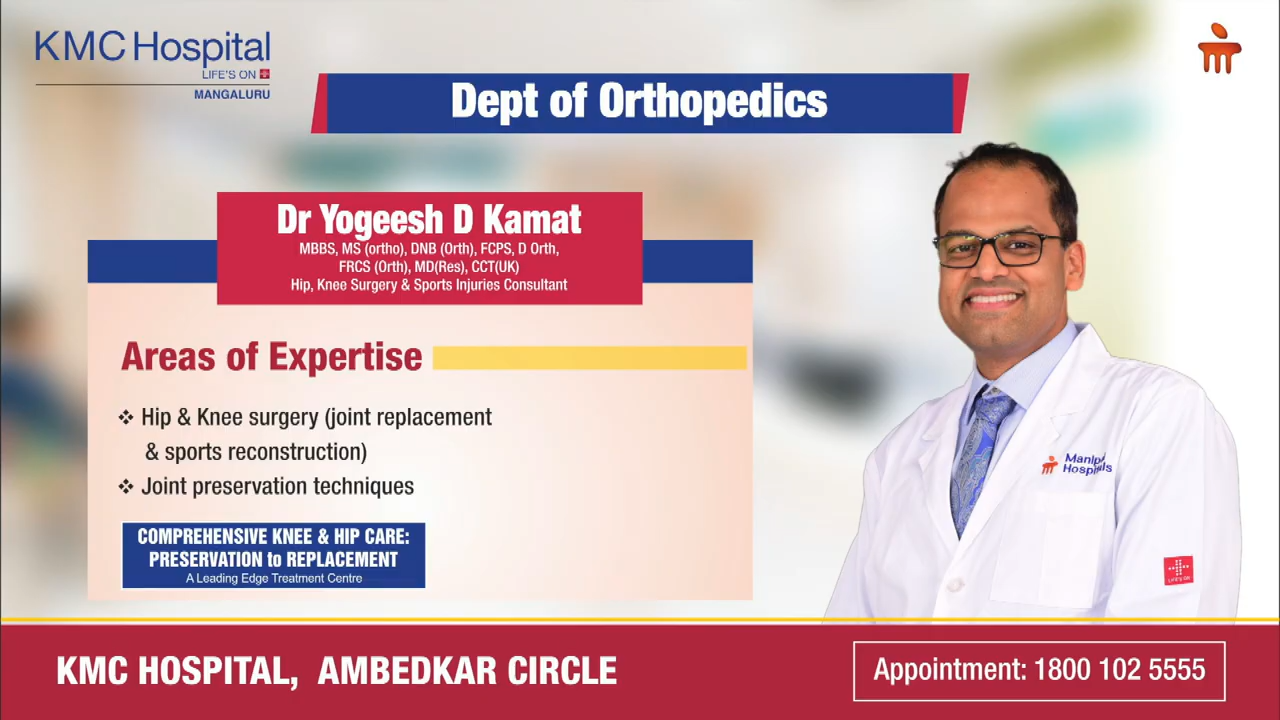 KMC Hospital
LIFE'S ON
MANGALURU
Dept of Orthopedics
Dr Yogeesh D Kamat
MBBS, MS (ortho), DNB (Orth), FCPS, D Orth,
FRCS (Orth), MD(Res), CCT(UK)
Hip, Knee Surgery & Sports Injuries Consultant
Areas of Expertise
❖ Hip & Knee surgery (joint replacement
& sports reconstruction)
❖ Joint preservation techniques
COMPREHENSIVE KNEE & HIP CARE:
PRESERVATION to REPLACEMENT
A Leading Edge Treatment Centre
Manipal
Hospitals
LIFE'S ON
KMC HOSPITAL, AMBEDKAR CIRCLE
Appointment: 1800 102 5555